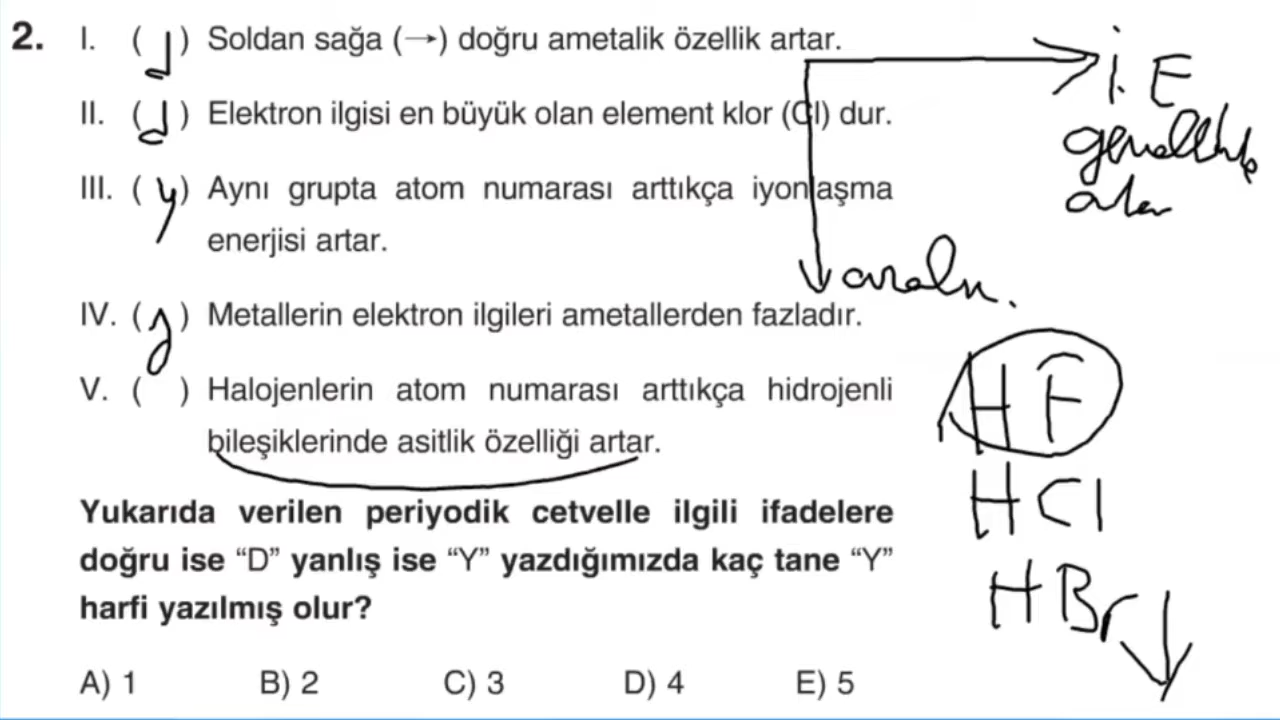 2. I. (d) Soldan sağa (→) doğru ametalik özellik artar.
II. (d) Elektron ilgisi en büyük olan element klor (Cl) dur.
III. (y) Aynı grupta atom numarası arttıkça iyonlaşma
enerjisi artar.
IV. (y) Metallerin elektron ilgileri ametallerden fazladır.
V. ( ) Halojenlerin atom numarası arttıkça hidrojenli
bileşiklerinde asitlik özelliği artar.
Yukarıda verilen periyodik cetvelle ilgili ifadelere
doğru ise “D” yanlış ise “Y” yazdığımızda kaç tane “Y”
harfi yazılmış olur?
A) 1 B) 2 C) 3 D) 4 E) 5
İ.E
genellikle
artar
azalır.
HF
HCl
HBr